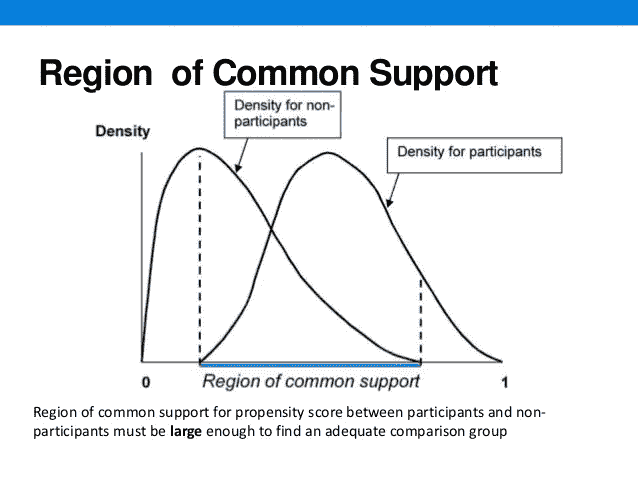 Region of Common Support
Density for non-
participants
Density
Density for participants
0
Region of common support
1
Region of common support for propensity score between participants and non-
participants must be large enough to find an adequate comparison group